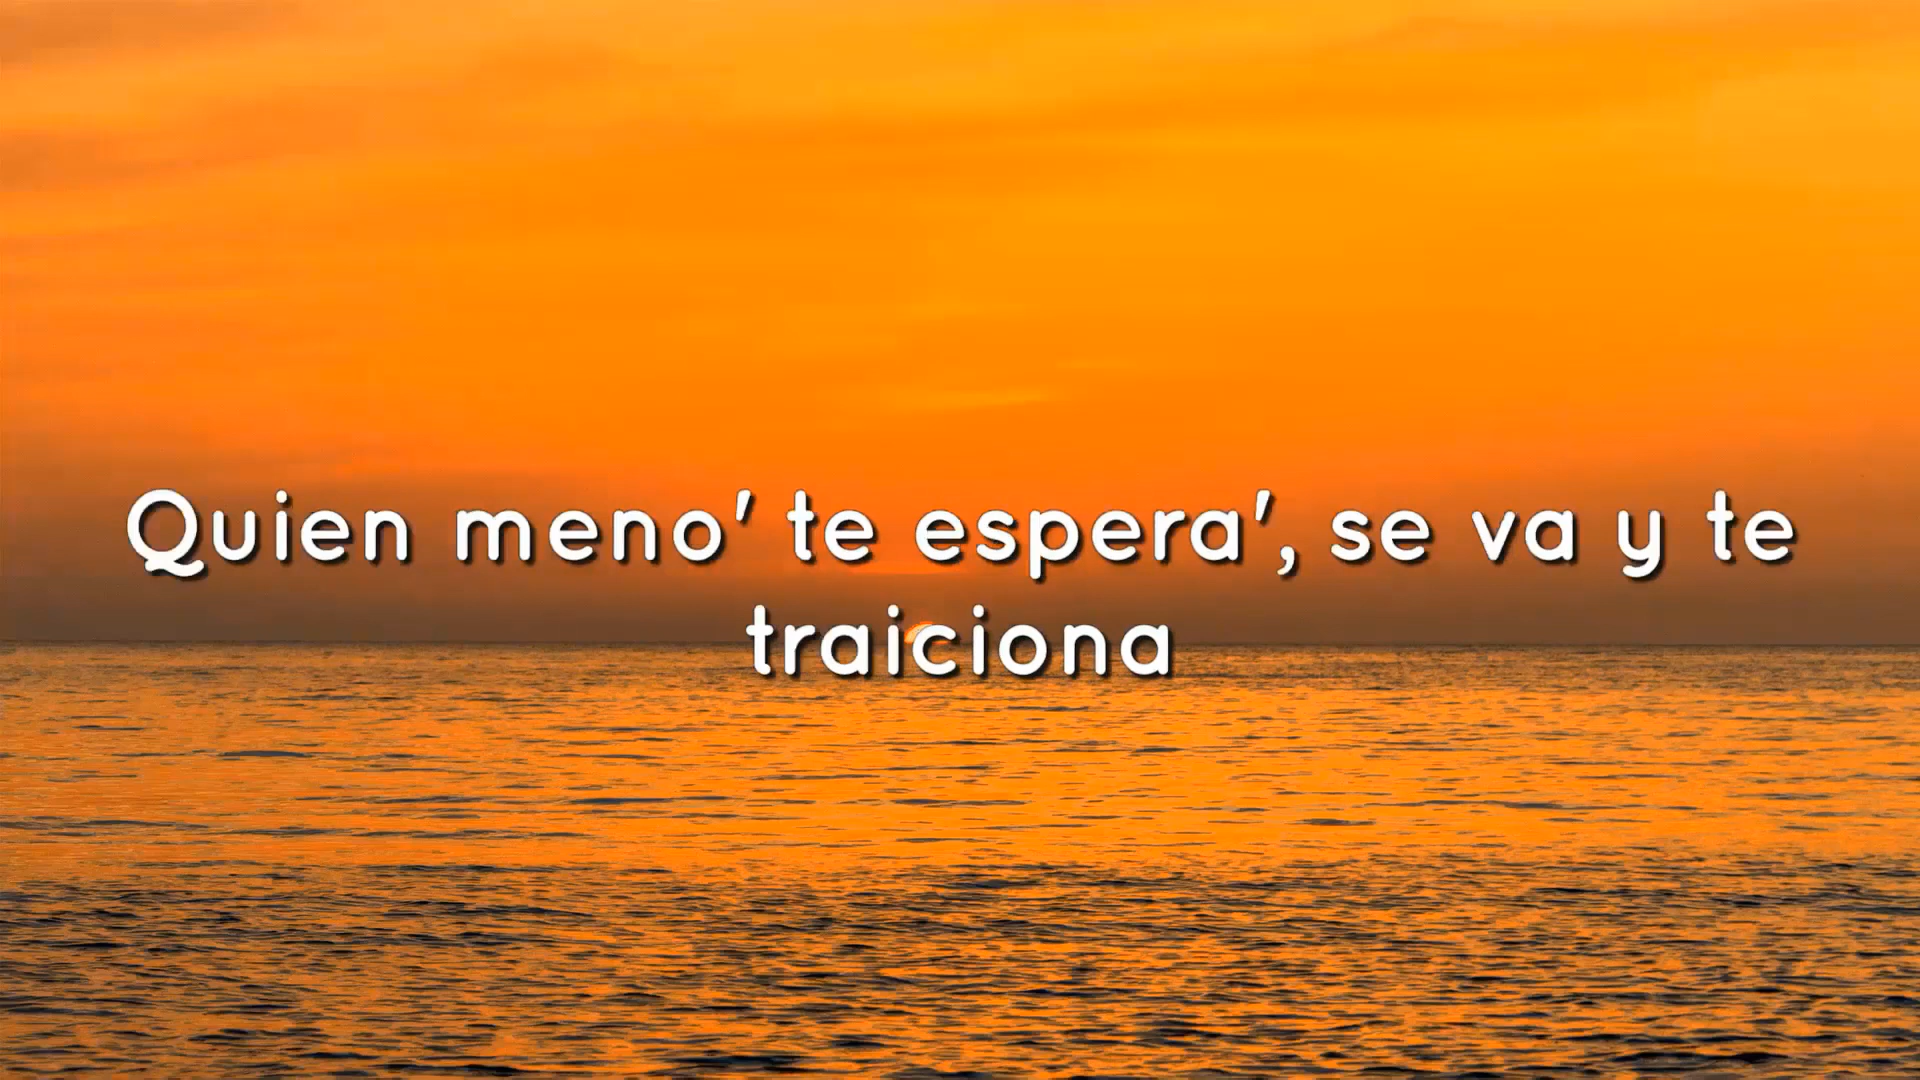 Quien meno' te espera', se va y te
traiciona